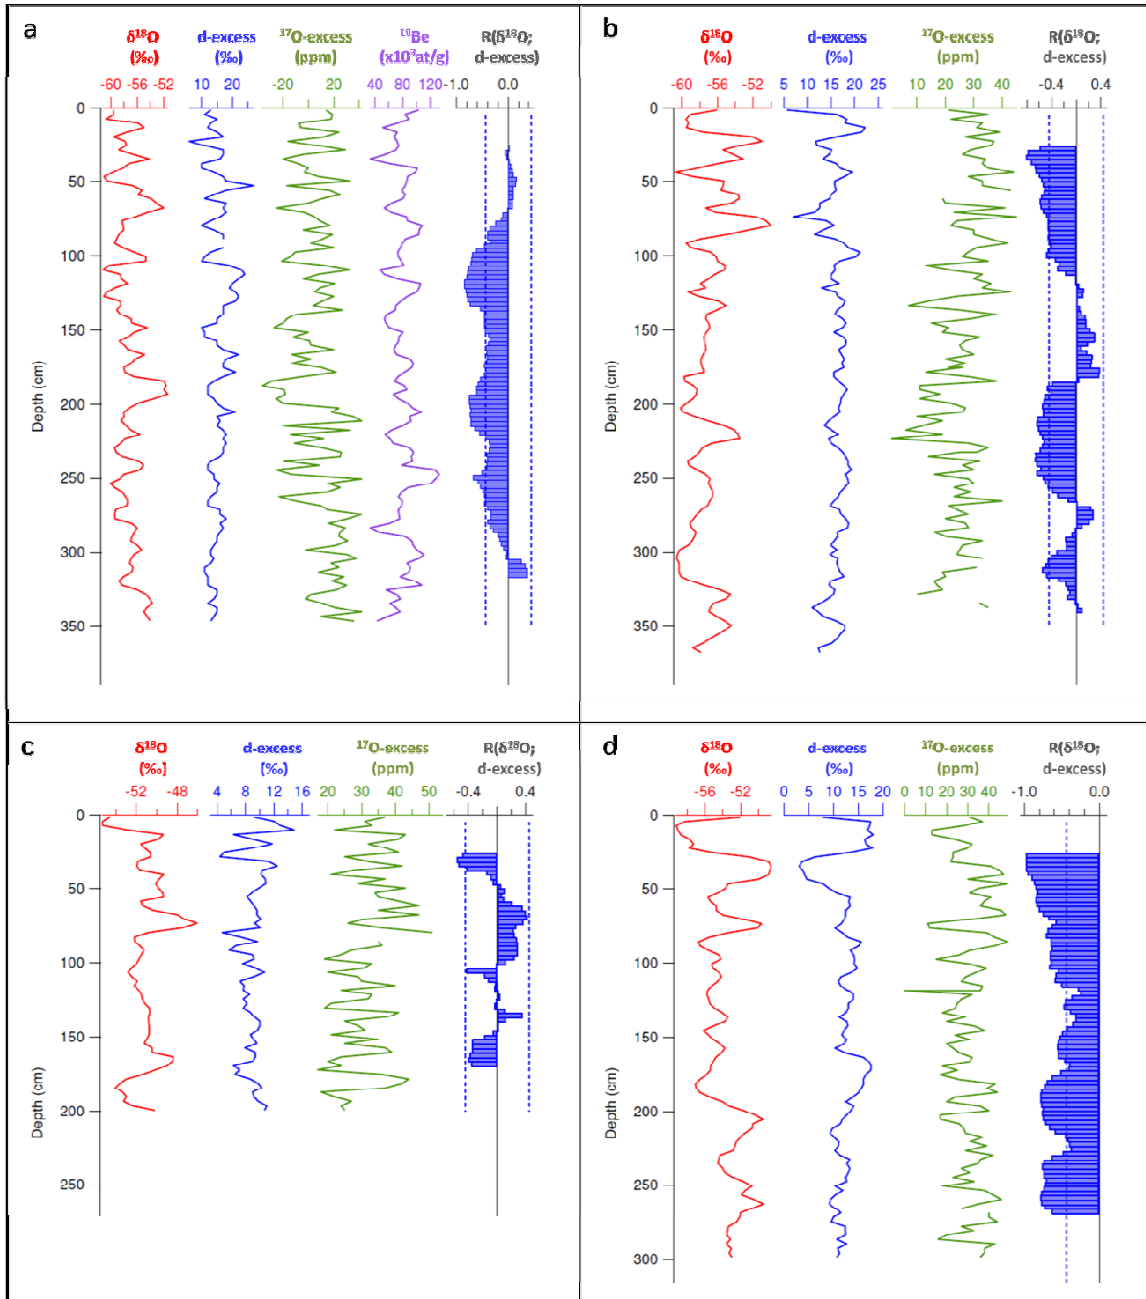 a
δ¹⁸O d-excess ¹⁷O-excess ¹⁰Be R(δ¹⁸O;
(‰) (‰) (ppm) (x10³at/g) d-excess)
-60 -56 -52 10 20 -20 0 20 40 80 120 -1.0 0.0
0
50
100
150
200
250
300
350
Depth (cm)
b
δ¹⁸O d-excess ¹⁷O-excess R(δ¹⁸O;
(‰) (‰) (ppm) d-excess)
-60 -55 -50 5 10 15 20 25 10 20 30 40 -0.4 0.4
0
50
100
150
200
250
300
350
Depth (cm)
c
δ¹⁸O d-excess ¹⁷O-excess R(δ¹⁸O;
(‰) (‰) (ppm) d-excess)
-52 -48 4 8 12 16 20 30 40 50 -0.4 0.4
0
50
100
150
200
250
Depth (cm)
d
δ¹⁸O d-excess ¹⁷O-excess R(δ¹⁸O;
(‰) (‰) (ppm) d-excess)
-56 -52 0 5 10 15 20 0 10 20 30 40 -1.0 0.0
0
50
100
150
200
250
300
Depth (cm)